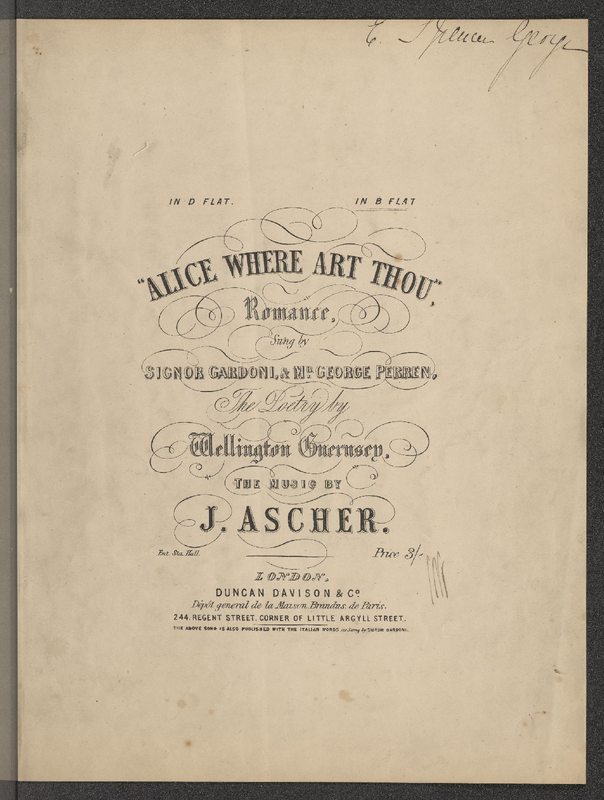 E. Spencer George
IN D FLAT. IN B FLAT
"ALICE WHERE ART THOU",
Romance,
Sung by
SIGNOR GARDONI, & MR. GEORGE PERREN,
The Poetry by
Wellington Guernsey,
THE MUSIC BY
J. ASCHER.
Ent. Sta. Hall. Price 3/-
LONDON,
DUNCAN DAVISON & Co.
Dépôt general de la Maison Brandus de Paris.
244, REGENT STREET, CORNER OF LITTLE ARGYLL STREET.
THE ABOVE SONG IS ALSO PUBLISHED WITH THE ITALIAN WORDS as Sung by SIGNOR GARDONI.